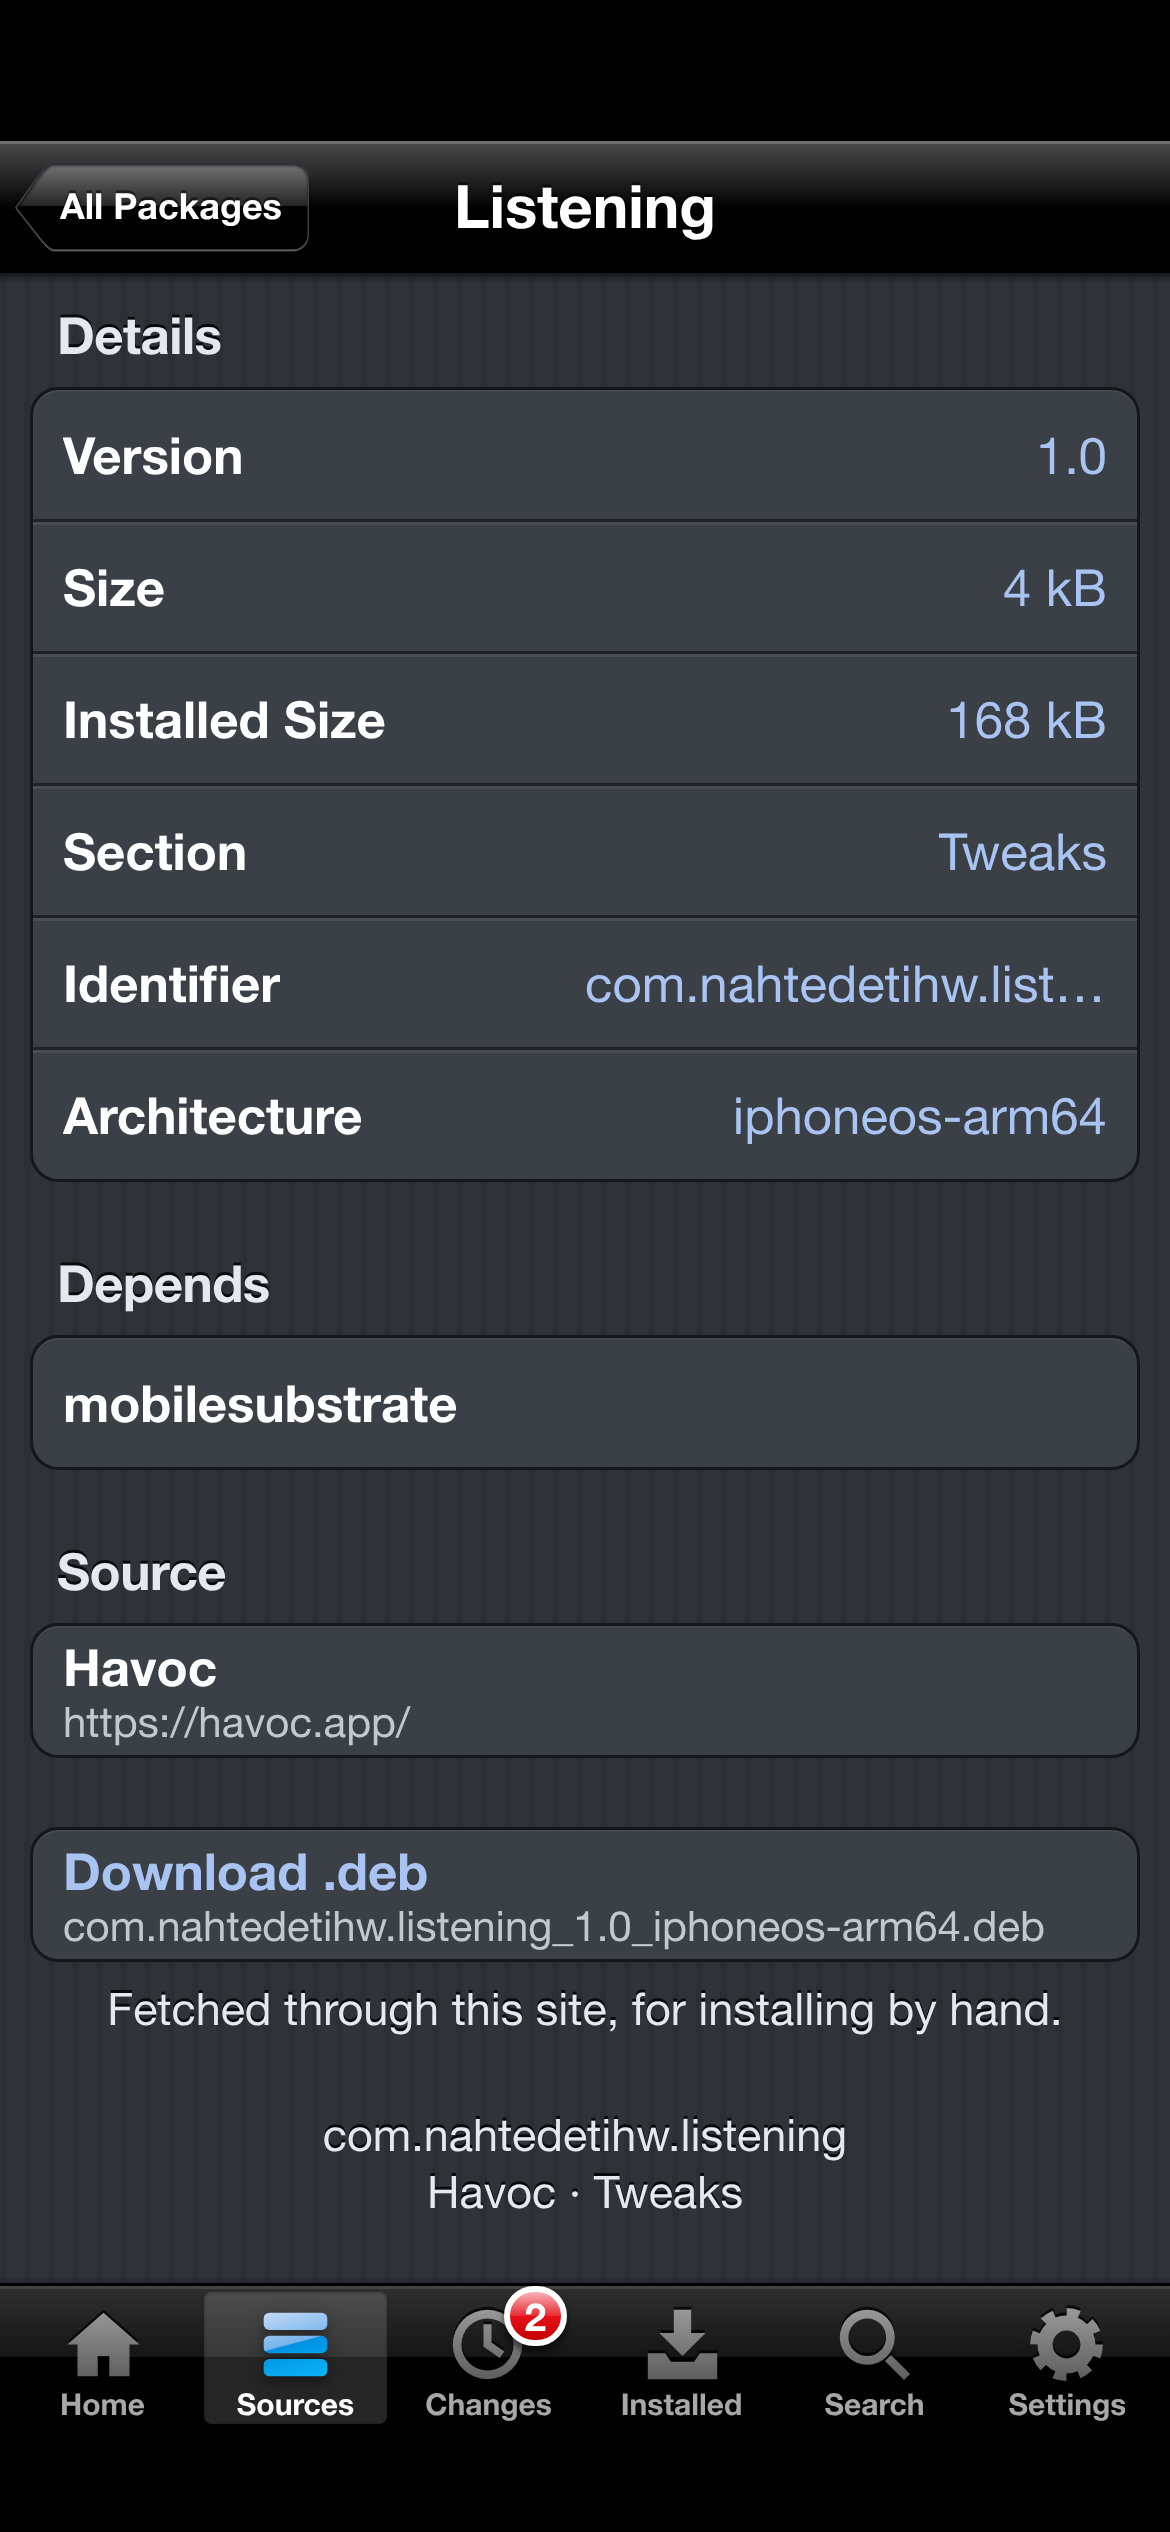 All Packages
Listening
Details
Version 1.0
Size 4 kB
Installed Size 168 kB
Section Tweaks
Identifier com.nahtedetihw.list...
Architecture iphoneos-arm64
Depends
mobilesubstrate
Source
Havoc
https://havoc.app/
Download .deb
com.nahtedetihw.listening_1.0_iphoneos-arm64.deb
Fetched through this site, for installing by hand.
com.nahtedetihw.listening
Havoc · Tweaks
2
Home Sources Changes Installed Search Settings